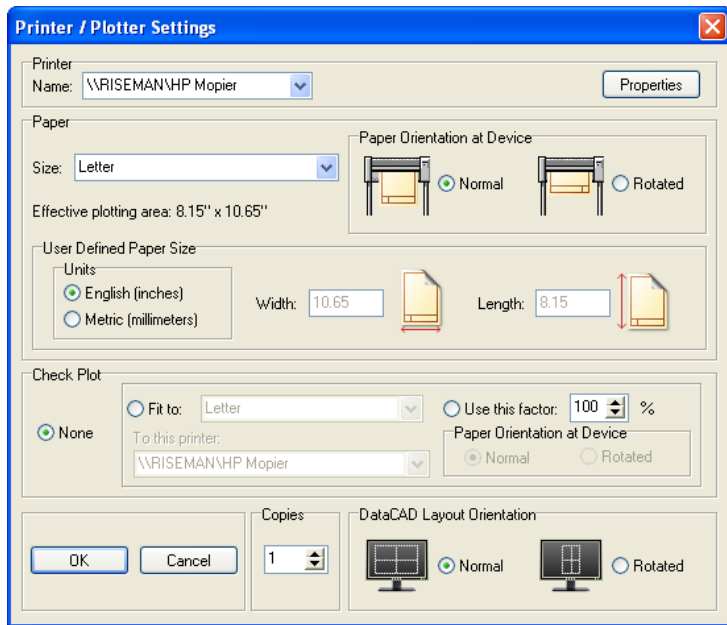 Printer / Plotter Settings
Printer
Name: \\RISEMAN\HP Mopier
Properties
Paper
Size: Letter
Effective plotting area: 8.15" x 10.65"
Paper Orientation at Device
Normal
Rotated
User Defined Paper Size
Units
English (inches)
Metric (millimeters)
Width: 10.65
Length: 8.15
Check Plot
None
Fit to: Letter
To this printer:
\\RISEMAN\HP Mopier
Use this factor: 100 %
Paper Orientation at Device
Normal
Rotated
OK
Cancel
Copies
1
DataCAD Layout Orientation
Normal
Rotated